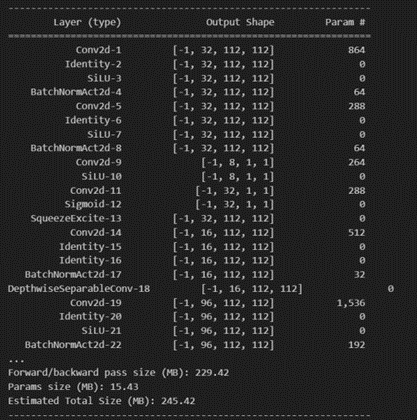 ----------------------------------------------------------------
Layer (type) Output Shape Param #
================================================================
Conv2d-1 [-1, 32, 112, 112] 864
Identity-2 [-1, 32, 112, 112] 0
SiLU-3 [-1, 32, 112, 112] 0
BatchNormAct2d-4 [-1, 32, 112, 112] 64
Conv2d-5 [-1, 32, 112, 112] 288
Identity-6 [-1, 32, 112, 112] 0
SiLU-7 [-1, 32, 112, 112] 0
BatchNormAct2d-8 [-1, 32, 112, 112] 64
Conv2d-9 [-1, 8, 1, 1] 264
SiLU-10 [-1, 8, 1, 1] 0
Conv2d-11 [-1, 32, 1, 1] 288
Sigmoid-12 [-1, 32, 1, 1] 0
SqueezeExcite-13 [-1, 32, 112, 112] 0
Conv2d-14 [-1, 16, 112, 112] 512
Identity-15 [-1, 16, 112, 112] 0
Identity-16 [-1, 16, 112, 112] 0
BatchNormAct2d-17 [-1, 16, 112, 112] 32
DepthwiseSeparableConv-18 [-1, 16, 112, 112] 0
Conv2d-19 [-1, 96, 112, 112] 1,536
Identity-20 [-1, 96, 112, 112] 0
SiLU-21 [-1, 96, 112, 112] 0
BatchNormAct2d-22 [-1, 96, 112, 112] 192
...
Forward/backward pass size (MB): 229.42
Params size (MB): 15.43
Estimated Total Size (MB): 245.42
----------------------------------------------------------------